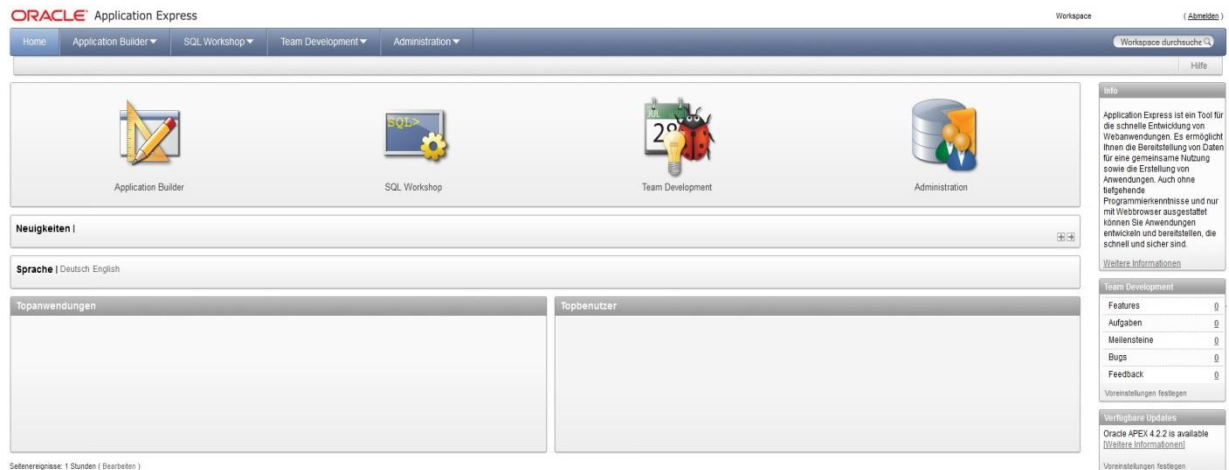 ORACLE Application Express
Workspace ( Abmelden )
Home Application Builder SQL Workshop Team Development Administration
Workspace durchsuche
Hilfe
SQL>
JUL
Application Builder SQL Workshop Team Development Administration
Neuigkeiten |
Sprache | Deutsch English
Topanwendungen
Topbenutzer
Seitenereignisse: 1 Stunden ( Bearbeiten )
Info
Application Express ist ein Tool für
die schnelle Entwicklung von
Webanwendungen. Es ermöglicht
Ihnen die Bereitstellung von Daten
für eine gemeinsame Nutzung
sowie die Erstellung von
Anwendungen. Auch ohne
tiefgehende
Programmierkenntnisse und nur
mit Webbrowser ausgestattet
können Sie Anwendungen
entwickeln und bereitstellen, die
schnell und sicher sind.
Weitere Informationen
Team Development
Features 0
Aufgaben 0
Meilensteine 0
Bugs 0
Feedback 0
Voreinstellungen festlegen
Verfügbare Updates
Oracle APEX 4.2.2 is available
[Weitere Informationen]
Voreinstellungen festlegen